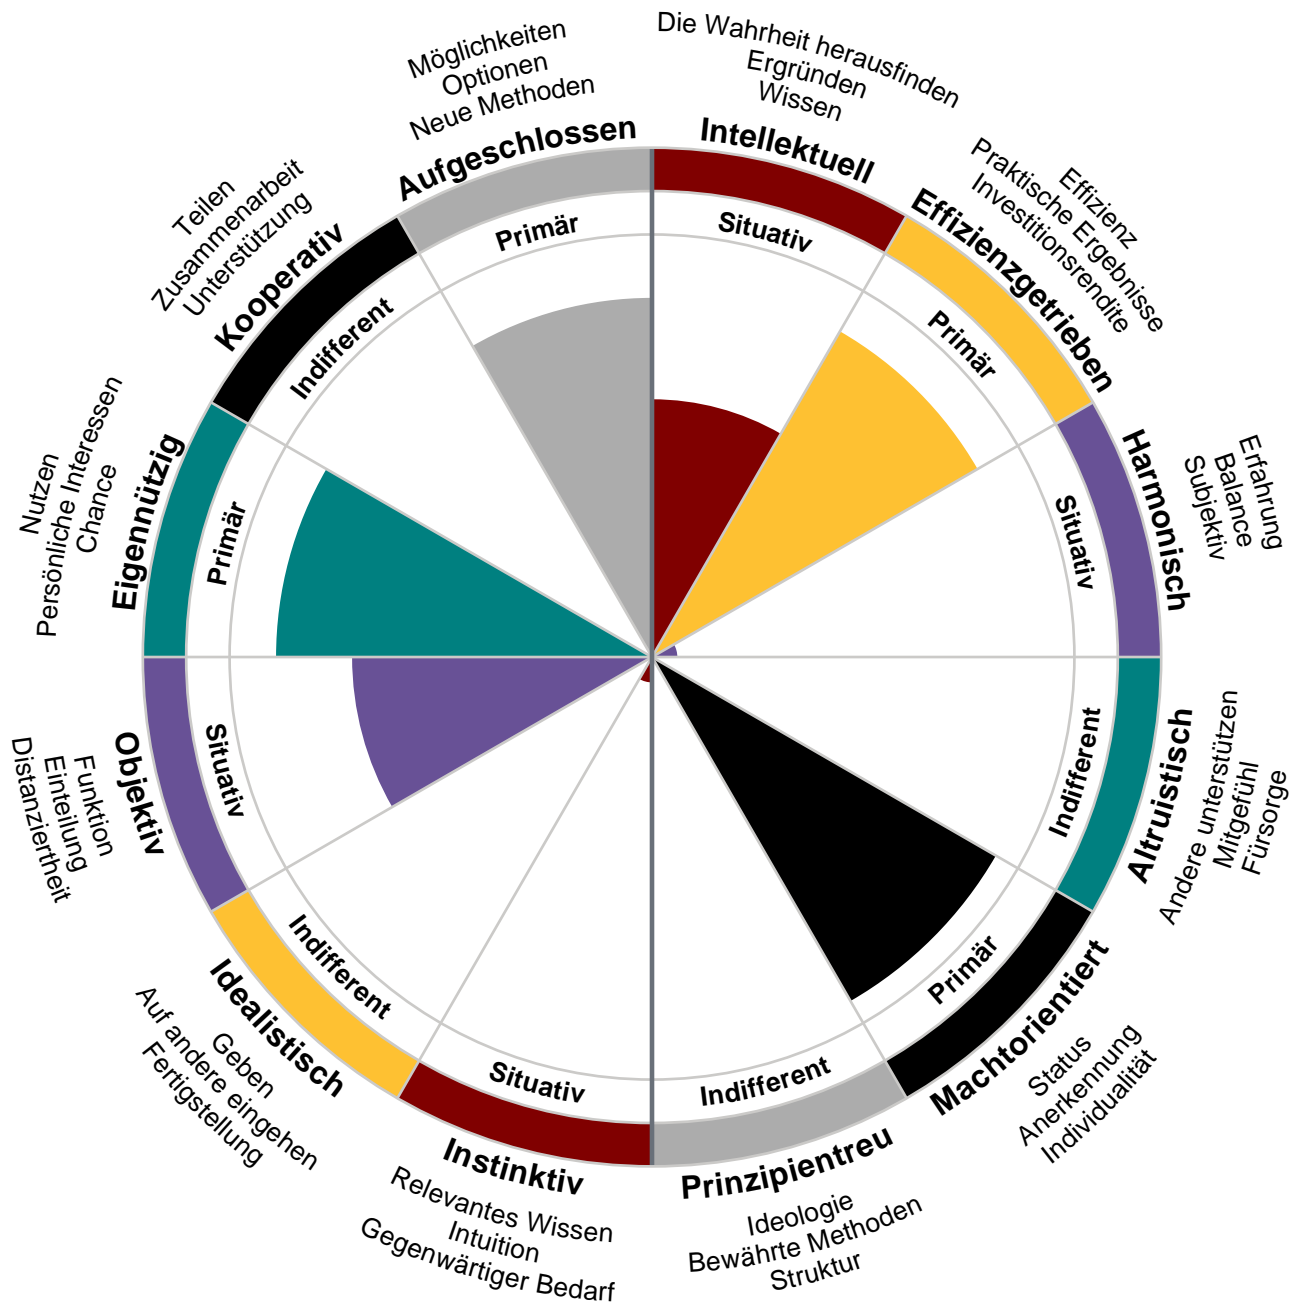 Möglichkeiten
Optionen
Neue Methoden
Aufgeschlossen
Primär
Die Wahrheit herausfinden
Ergründen
Wissen
Intellektuell
Situativ
Effizienz
Praktische Ergebnisse
Investitionsrendite
Effizienzgetrieben
Primär
Erfahrung
Balance
Subjektiv
Harmonisch
Situativ
Andere unterstützen
Mitgefühl
Fürsorge
Altruistisch
Indifferent
Status
Anerkennung
Individualität
Machtorientiert
Primär
Indifferent
Prinzipientreu
Ideologie
Bewährte Methoden
Struktur
Situativ
Instinktiv
Relevantes Wissen
Intuition
Gegenwärtiger Bedarf
Indifferent
Idealistisch
Geben
Auf andere eingehen
Fertigstellung
Situativ
Objektiv
Funktion
Einteilung
Distanziertheit
Nutzen
Persönliche Interessen
Chance
Eigennützig
Primär
Teilen
Zusammenarbeit
Unterstützung
Kooperativ
Indifferent